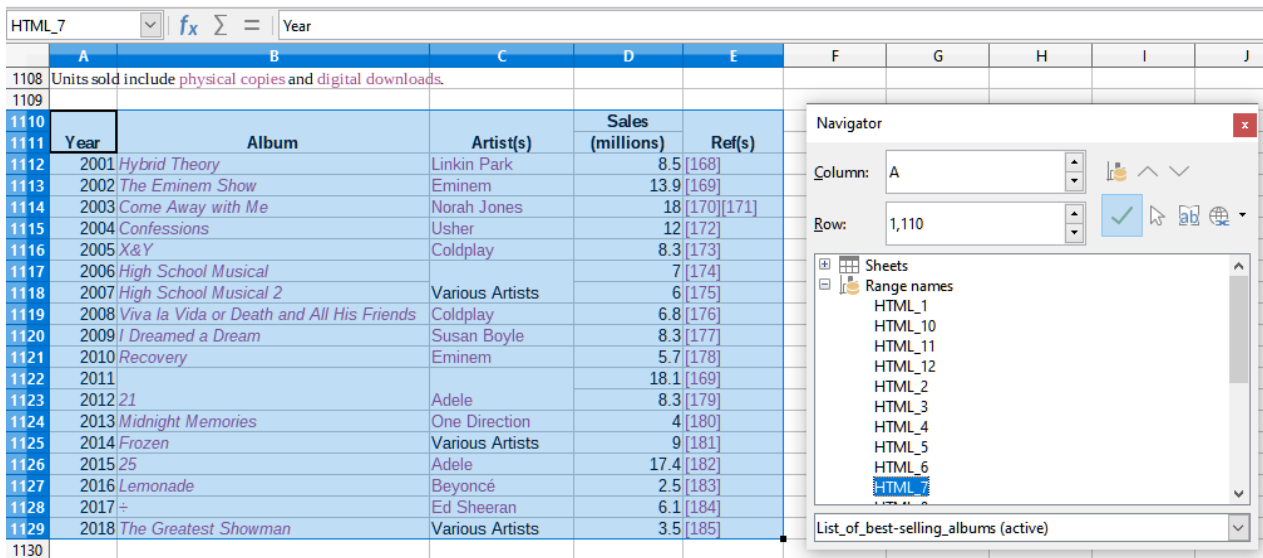 HTML_7 fx Σ = Year
A B C D E F G H I J
1108 Units sold include physical copies and digital downloads.
1109
1110 Sales
1111 Year Album Artist(s) (millions) Ref(s)
1112 2001 Hybrid Theory Linkin Park 8.5 [168]
1113 2002 The Eminem Show Eminem 13.9 [169]
1114 2003 Come Away with Me Norah Jones 18 [170][171]
1115 2004 Confessions Usher 12 [172]
1116 2005 X&Y Coldplay 8.3 [173]
1117 2006 High School Musical 7 [174]
1118 2007 High School Musical 2 Various Artists 6 [175]
1119 2008 Viva la Vida or Death and All His Friends Coldplay 6.8 [176]
1120 2009 I Dreamed a Dream Susan Boyle 8.3 [177]
1121 2010 Recovery Eminem 5.7 [178]
1122 2011 18.1 [169]
1123 2012 21 Adele 8.3 [179]
1124 2013 Midnight Memories One Direction 4 [180]
1125 2014 Frozen Various Artists 9 [181]
1126 2015 25 Adele 17.4 [182]
1127 2016 Lemonade Beyoncé 2.5 [183]
1128 2017 ÷ Ed Sheeran 6.1 [184]
1129 2018 The Greatest Showman Various Artists 3.5 [185]
1130
Navigator x
Column: A
Row: 1,110 ab
Sheets
Range names
HTML_1
HTML_10
HTML_11
HTML_12
HTML_2
HTML_3
HTML_4
HTML_5
HTML_6
HTML_7
List_of_best-selling_albums (active)